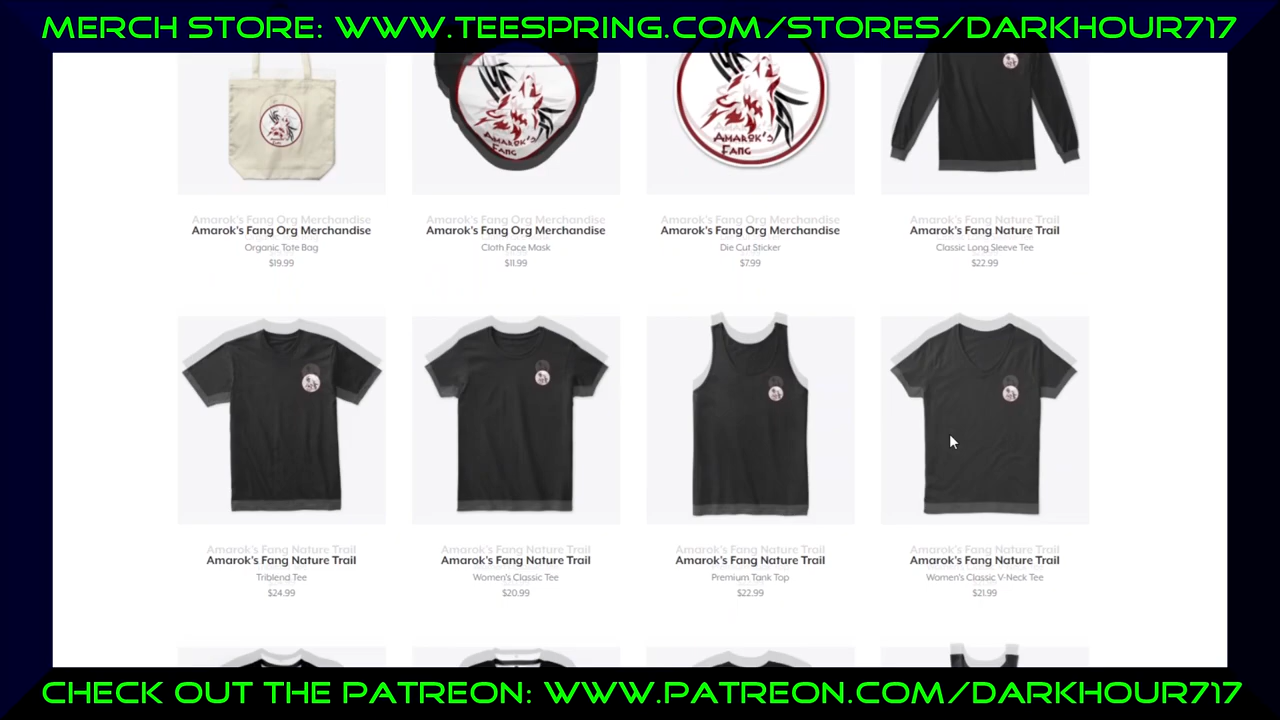 MERCH STORE: WWW.TEESPRING.COM/STORES/DARKHOUR717
AMAROK'S
FANG
AMAROK'S
FANG
Amarok's Fang Org Merchandise
Organic Tote Bag
$19.99
Amarok's Fang Org Merchandise
Cloth Face Mask
$11.99
Amarok's Fang Org Merchandise
Die Cut Sticker
$7.99
Amarok's Fang Nature Trail
Classic Long Sleeve Tee
$22.99
Amarok's Fang Nature Trail
Triblend Tee
$24.99
Amarok's Fang Nature Trail
Women's Classic Tee
$20.99
Amarok's Fang Nature Trail
Premium Tank Top
$22.99
Amarok's Fang Nature Trail
Women's Classic V-Neck Tee
$21.99
CHECK OUT THE PATREON: WWW.PATREON.COM/DARKHOUR717